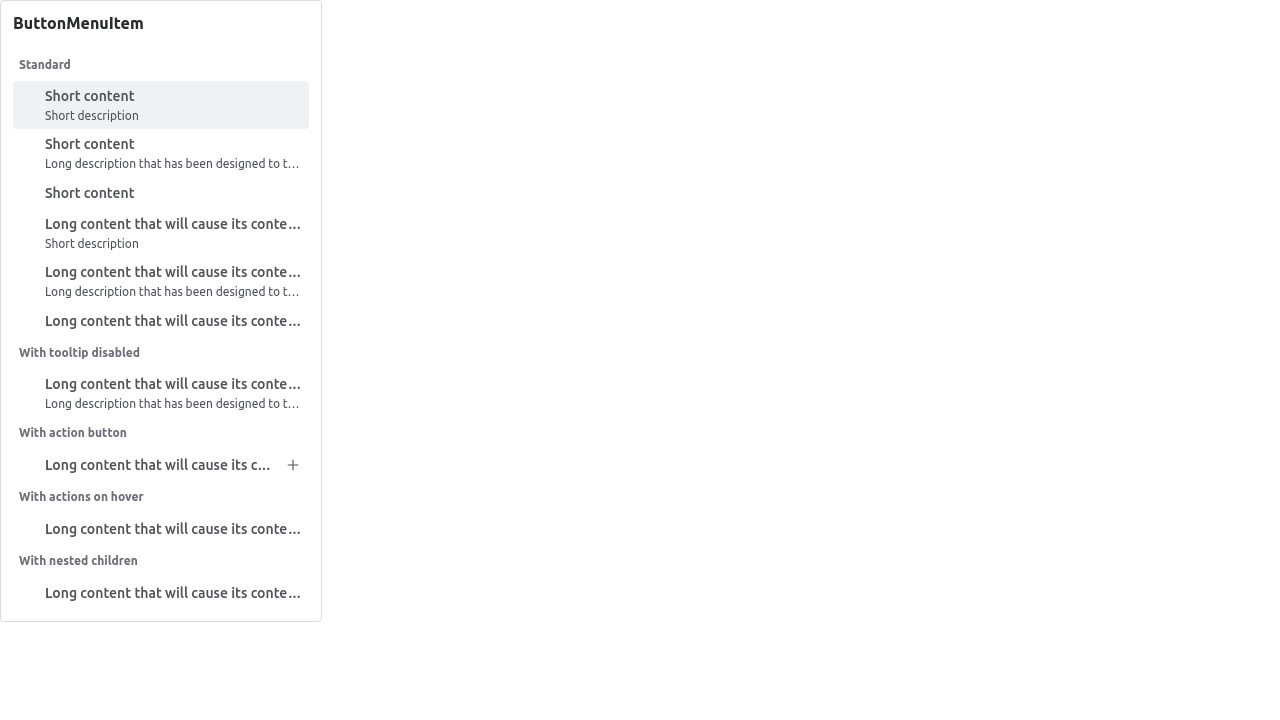 ButtonMenuItem
Standard
Short content
Short description
Short content
Long description that has been designed to t...
Short content
Long content that will cause its conte...
Short description
Long content that will cause its conte...
Long description that has been designed to t...
Long content that will cause its conte...
With tooltip disabled
Long content that will cause its conte...
Long description that has been designed to t...
With action button
Long content that will cause its c...
With actions on hover
Long content that will cause its conte...
With nested children
Long content that will cause its conte...